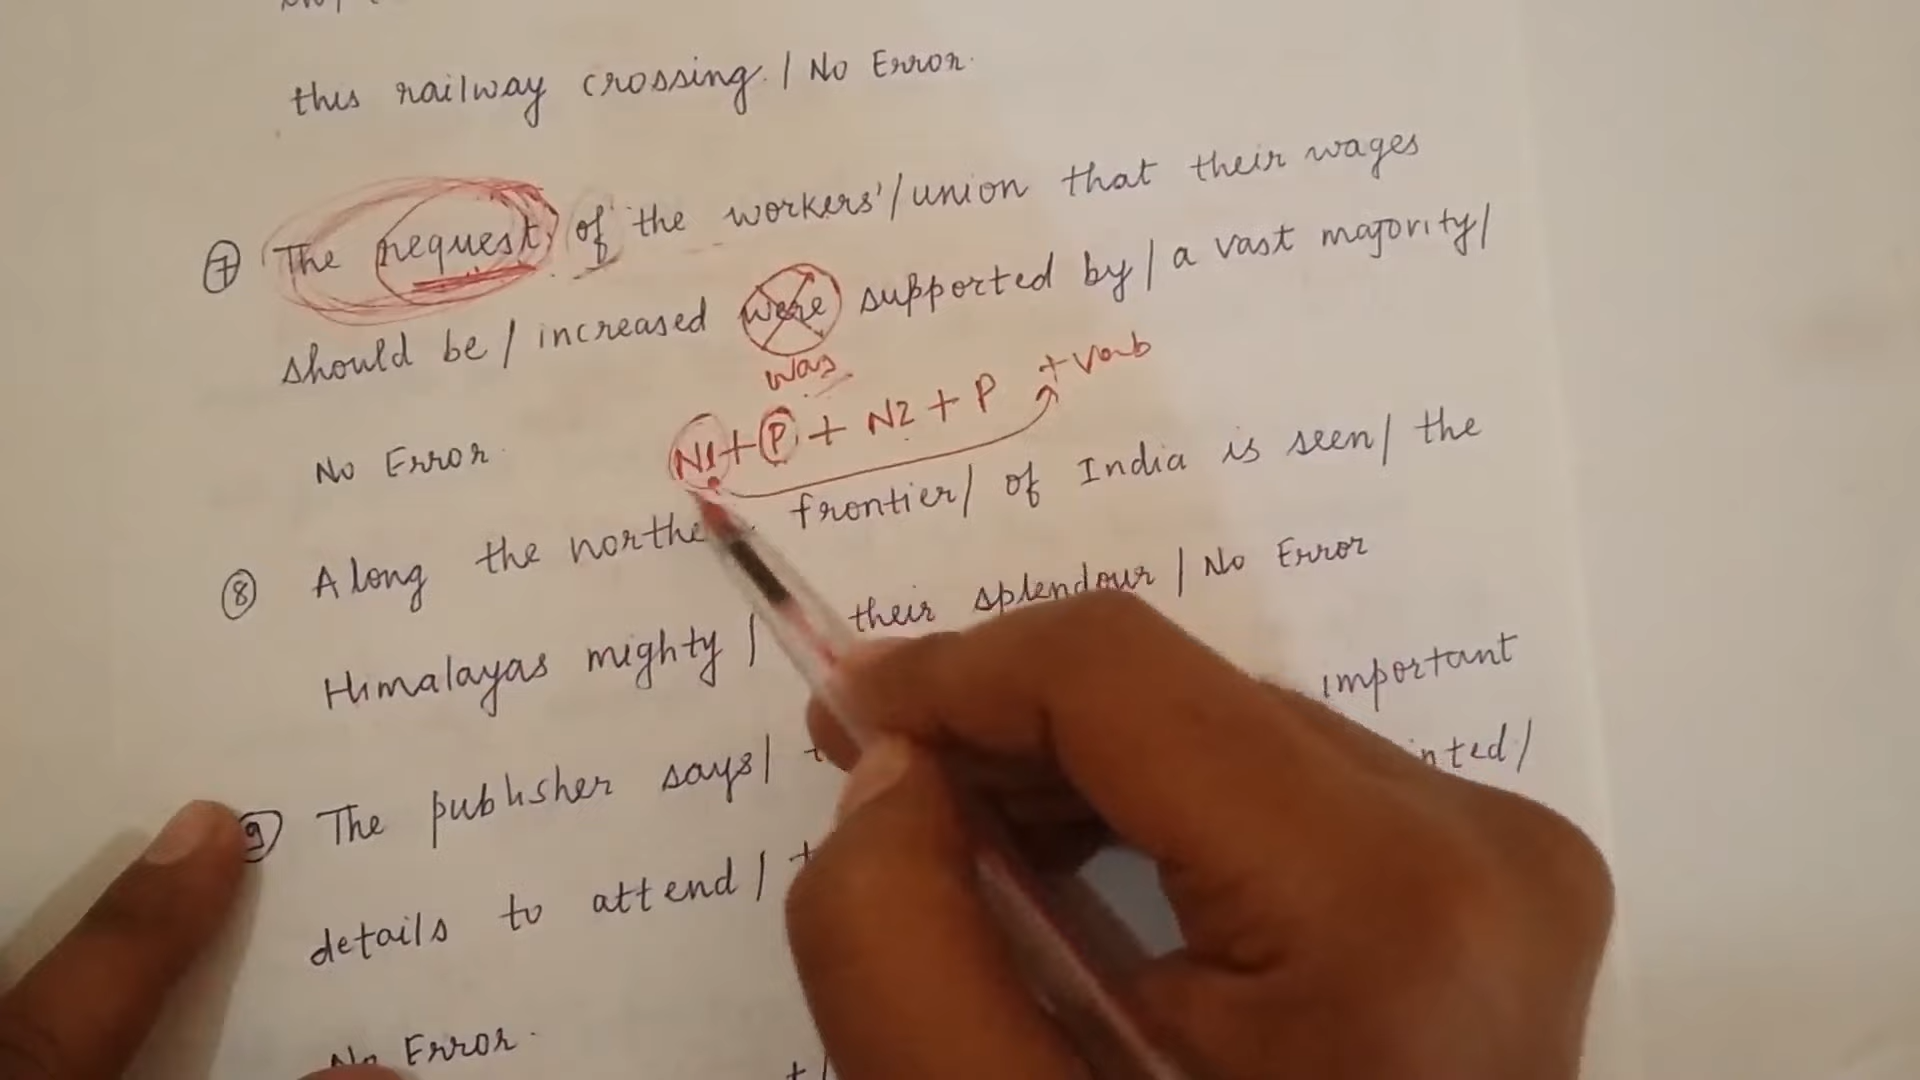 this railway crossing. / No Error.
⑦ The request of the workers' / union that their wages
should be / increased were supported by / a vast majority /
was
No Error.
N1 + P + N2 + P + Verb
⑧ Along the frontier / of India is seen / the
Himalayas mighty / their splendour / No Error
⑨ The publisher says / important
details to attend /
No Error.